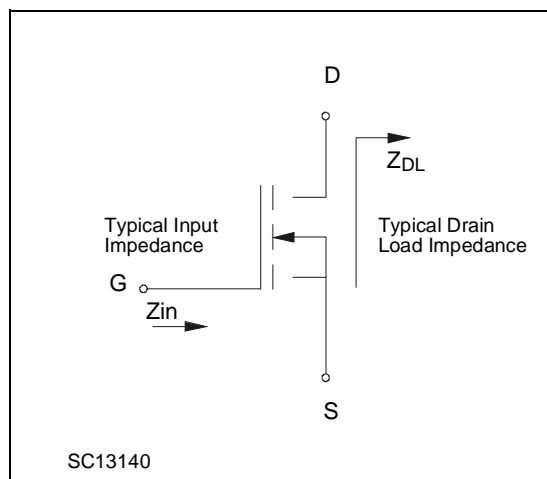 D
Z_DL
Typical Input
Impedance
Typical Drain
Load Impedance
G
Zin
S
SC13140